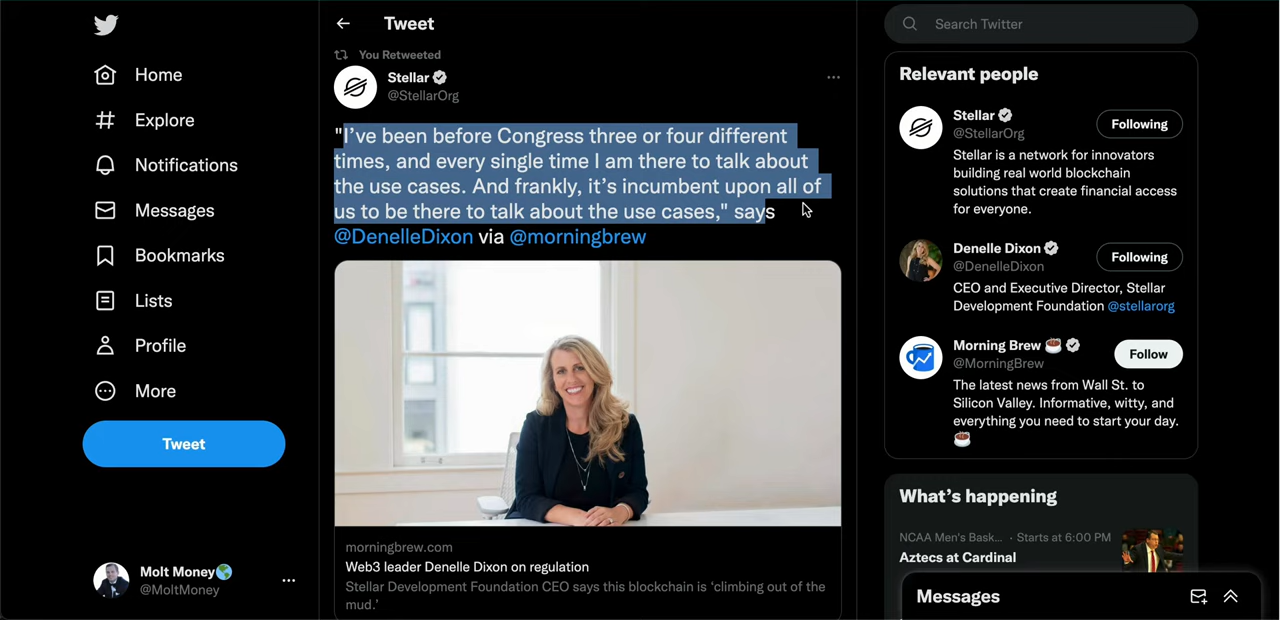 Home
Explore
Notifications
Messages
Bookmarks
Lists
Profile
More
Tweet
Molt Money
@MoltMoney
Tweet
You Retweeted
Stellar
@StellarOrg
"I’ve been before Congress three or four different
times, and every single time I am there to talk about
the use cases. And frankly, it’s incumbent upon all of
us to be there to talk about the use cases," says
@DenelleDixon via @morningbrew
morningbrew.com
Web3 leader Denelle Dixon on regulation
Stellar Development Foundation CEO says this blockchain is ‘climbing out of the
mud.’
Search Twitter
Relevant people
Stellar
@StellarOrg
Following
Stellar is a network for innovators
building real world blockchain
solutions that create financial access
for everyone.
Denelle Dixon
@DenelleDixon
Following
CEO and Executive Director, Stellar
Development Foundation @stellarorg
Morning Brew
@MorningBrew
Follow
The latest news from Wall St. to
Silicon Valley. Informative, witty, and
everything you need to start your day.
What’s happening
NCAA Men's Bask... · Starts at 6:00 PM
Aztecs at Cardinal
Messages